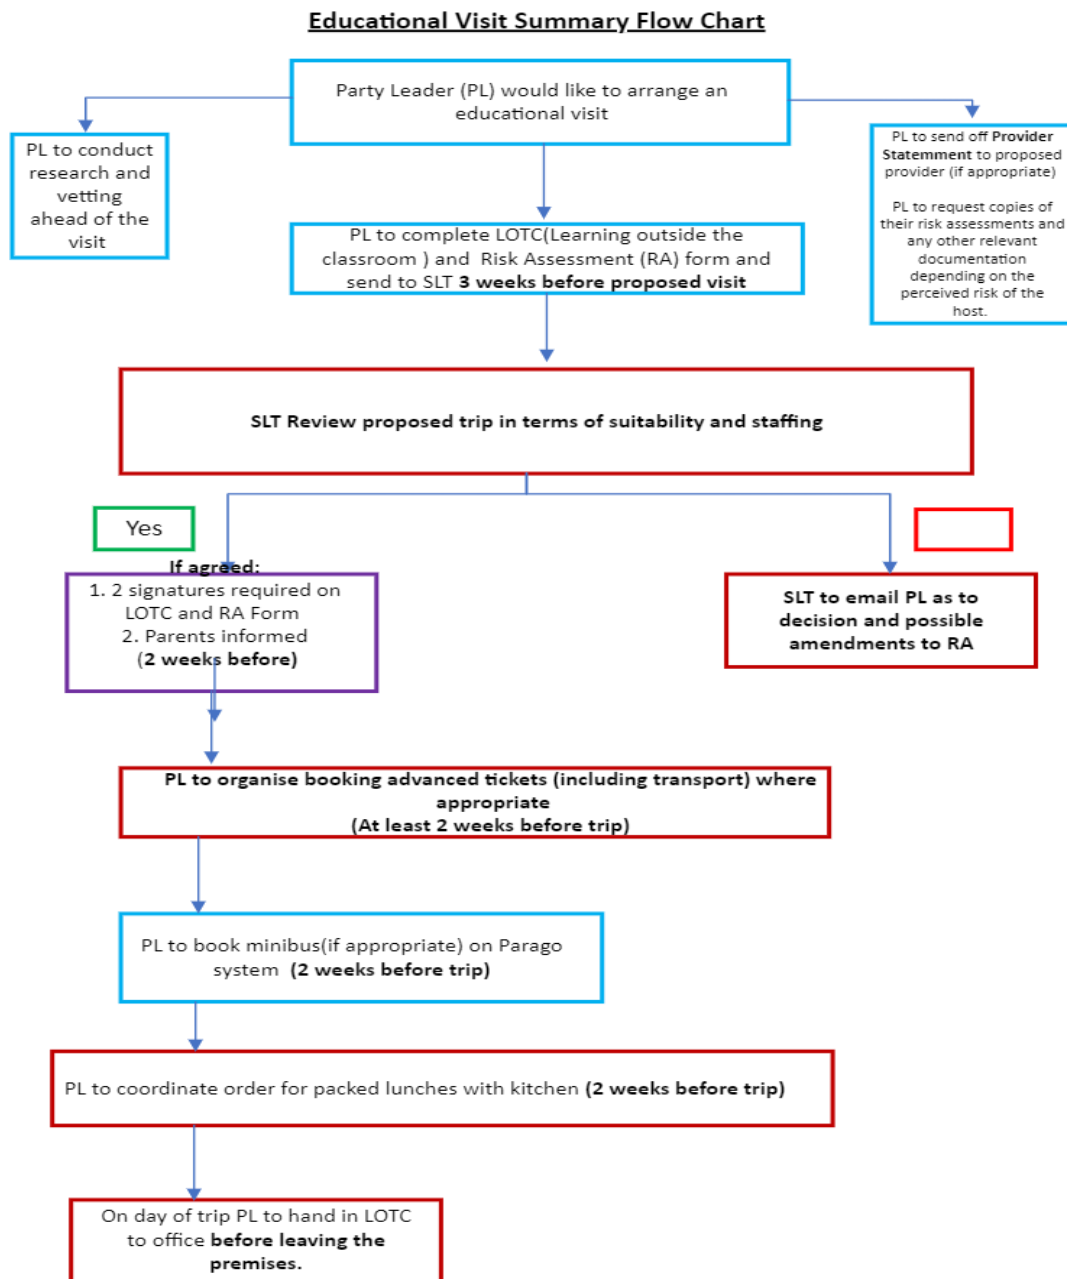 Educational Visit Summary Flow Chart
Party Leader (PL) would like to arrange an
educational visit
PL to conduct
research and
vetting
ahead of the
visit
PL to send off Provider
Statemment to proposed
provider (if appropriate)
PL to request copies of
their risk assessments and
any other relevant
documentation
depending on the
perceived risk of the
host.
PL to complete LOTC(Learning outside the
classroom ) and Risk Assessment (RA) form and
send to SLT 3 weeks before proposed visit
SLT Review proposed trip in terms of suitability and staffing
Yes
If agreed:
1. 2 signatures required on
LOTC and RA Form
2. Parents informed
(2 weeks before)
SLT to email PL as to
decision and possible
amendments to RA
PL to organise booking advanced tickets (including transport) where
appropriate
(At least 2 weeks before trip)
PL to book minibus(if appropriate) on Parago
system (2 weeks before trip)
PL to coordinate order for packed lunches with kitchen (2 weeks before trip)
On day of trip PL to hand in LOTC
to office before leaving the
premises.